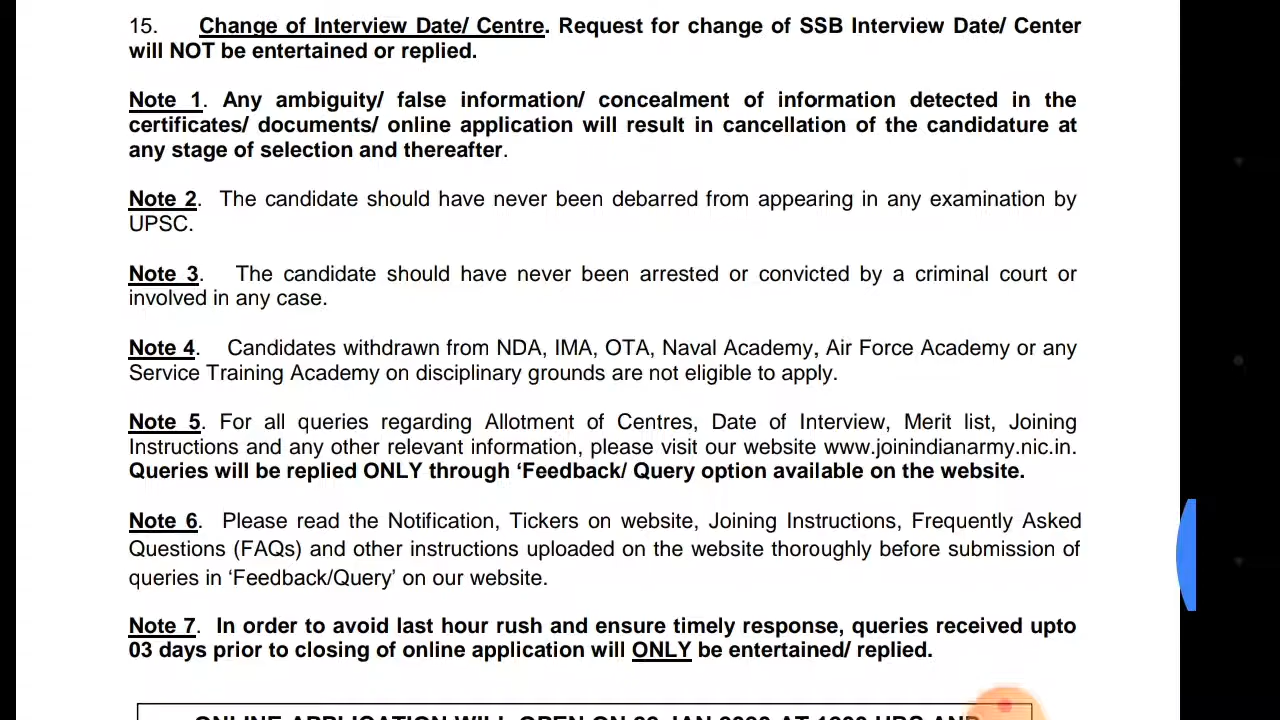 15. Change of Interview Date/ Centre. Request for change of SSB Interview Date/ Center
will NOT be entertained or replied.
Note 1. Any ambiguity/ false information/ concealment of information detected in the
certificates/ documents/ online application will result in cancellation of the candidature at
any stage of selection and thereafter.
Note 2. The candidate should have never been debarred from appearing in any examination by
UPSC.
Note 3. The candidate should have never been arrested or convicted by a criminal court or
involved in any case.
Note 4. Candidates withdrawn from NDA, IMA, OTA, Naval Academy, Air Force Academy or any
Service Training Academy on disciplinary grounds are not eligible to apply.
Note 5. For all queries regarding Allotment of Centres, Date of Interview, Merit list, Joining
Instructions and any other relevant information, please visit our website www.joinindianarmy.nic.in.
Queries will be replied ONLY through ‘Feedback/ Query option available on the website.
Note 6. Please read the Notification, Tickers on website, Joining Instructions, Frequently Asked
Questions (FAQs) and other instructions uploaded on the website thoroughly before submission of
queries in ‘Feedback/Query’ on our website.
Note 7. In order to avoid last hour rush and ensure timely response, queries received upto
03 days prior to closing of online application will ONLY be entertained/ replied.
ONLINE APPLICATION WILL OPEN ON